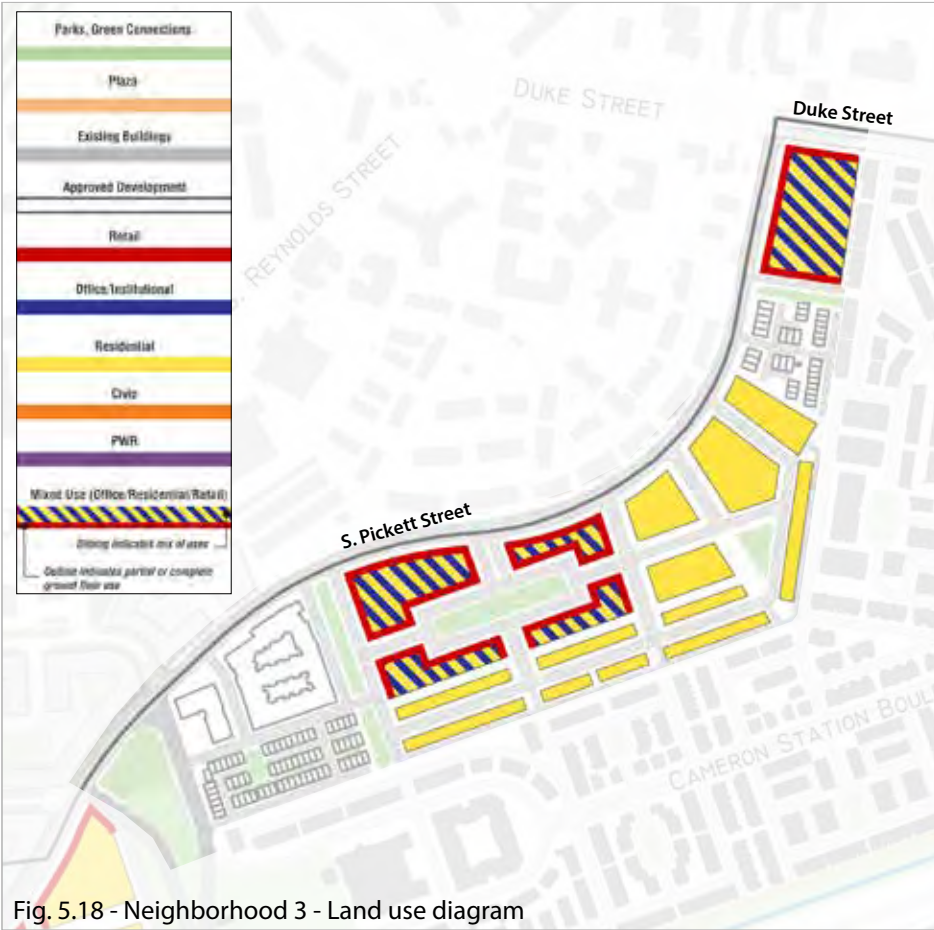 Parks, Green Connections
Plaza
Existing Buildings
Approved Development
Retail
Office/Institutional
Residential
Civic
PWR
Mixed Use (Office/Residential/Retail)
Striping indicates mix of uses
Outline indicates partial or complete
ground floor use
DUKE STREET
Duke Street
S. REYNOLDS STREET
S. Pickett Street
CAMERON STATION BOUL
Fig. 5.18 - Neighborhood 3 - Land use diagram